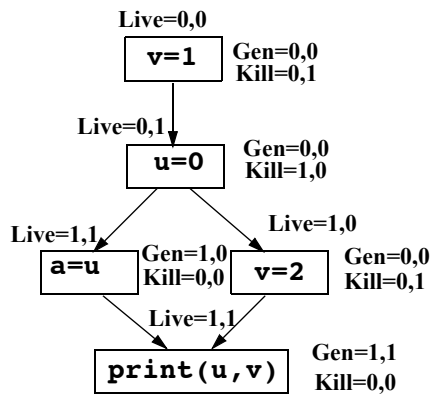 Live=0,0
v=1
Gen=0,0
Kill=0,1
Live=0,1
u=0
Gen=0,0
Kill=1,0
Live=1,1
Live=1,0
a=u
Gen=1,0
Kill=0,0
v=2
Gen=0,0
Kill=0,1
Live=1,1
print(u,v)
Gen=1,1
Kill=0,0